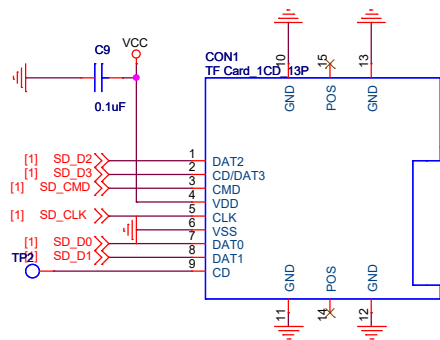 C9
VCC
0.1uF
CON1
TF Card_1CD_13P
10
15
13
GND
POS
GND
[1] SD_D2 1 DAT2
[1] SD_D3 2 CD/DAT3
[1] SD_CMD 3 CMD
4 VDD
[1] SD_CLK 5 CLK
6 VSS
[1] SD_D0 7 DAT0
[1] SD_D1 8 DAT1
TP2 9 CD
GND
POS
GND
11
14
12